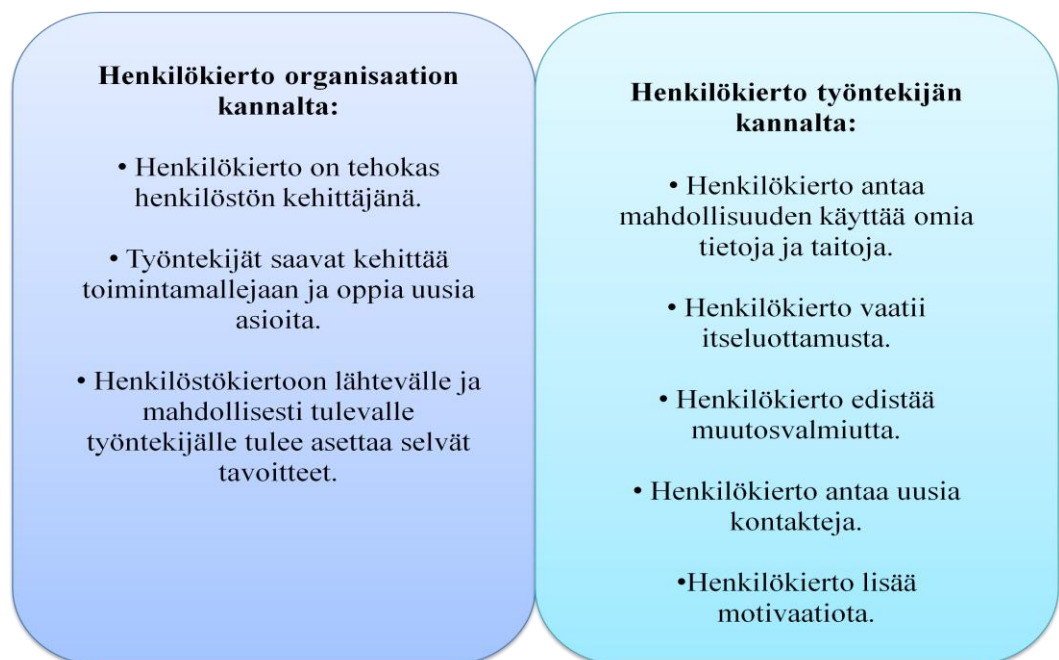 Henkilökierto organisaation
kannalta:
• Henkilökierto on tehokas
henkilöstön kehittäjänä.
• Työntekijät saavat kehittää
toimintamallejaan ja oppia uusia
asioita.
• Henkilöstökiertoon lähtevälle ja
mahdollisesti tulevalle
työntekijälle tulee asettaa selvät
tavoitteet.
Henkilökierto työntekijän
kannalta:
• Henkilökierto antaa
mahdollisuuden käyttää omia
tietoja ja taitoja.
• Henkilökierto vaatii
itseluottamusta.
• Henkilökierto edistää
muutosvalmiutta.
• Henkilökierto antaa uusia
kontakteja.
•Henkilökierto lisää
motivaatiota.